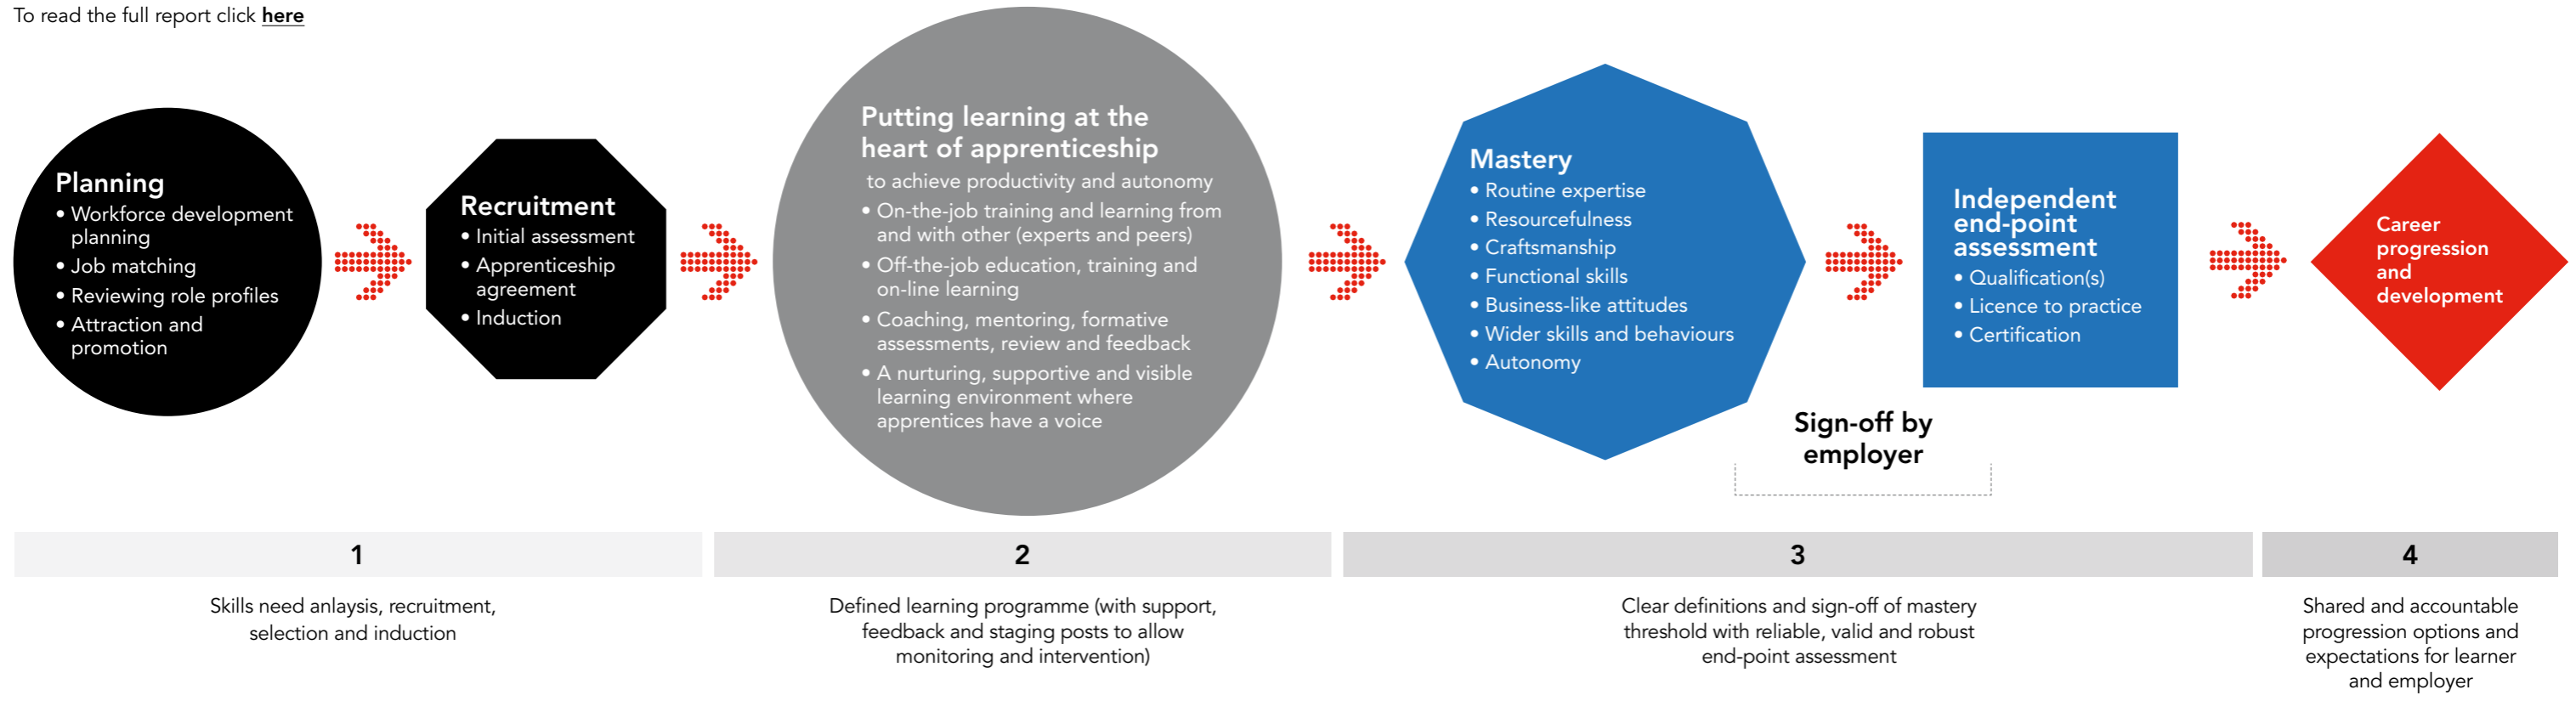 To read the full report click here
Planning
• Workforce development
planning
• Job matching
• Reviewing role profiles
• Attraction and
promotion
Recruitment
• Initial assessment
• Apprenticeship
agreement
• Induction
Putting learning at the
heart of apprenticeship
to achieve productivity and autonomy
• On-the-job training and learning from
and with other (experts and peers)
• Off-the-job education, training and
on-line learning
• Coaching, mentoring, formative
assessments, review and feedback
• A nurturing, supportive and visible
learning environment where
apprentices have a voice
Mastery
• Routine expertise
• Resourcefulness
• Craftsmanship
• Functional skills
• Business-like attitudes
• Wider skills and behaviours
• Autonomy
Sign-off by
employer
Independent
end-point
assessment
• Qualification(s)
• Licence to practice
• Certification
Career
progression
and
development
1
Skills need anlaysis, recruitment,
selection and induction
2
Defined learning programme (with support,
feedback and staging posts to allow
monitoring and intervention)
3
Clear definitions and sign-off of mastery
threshold with reliable, valid and robust
end-point assessment
4
Shared and accountable
progression options and
expectations for learner
and employer